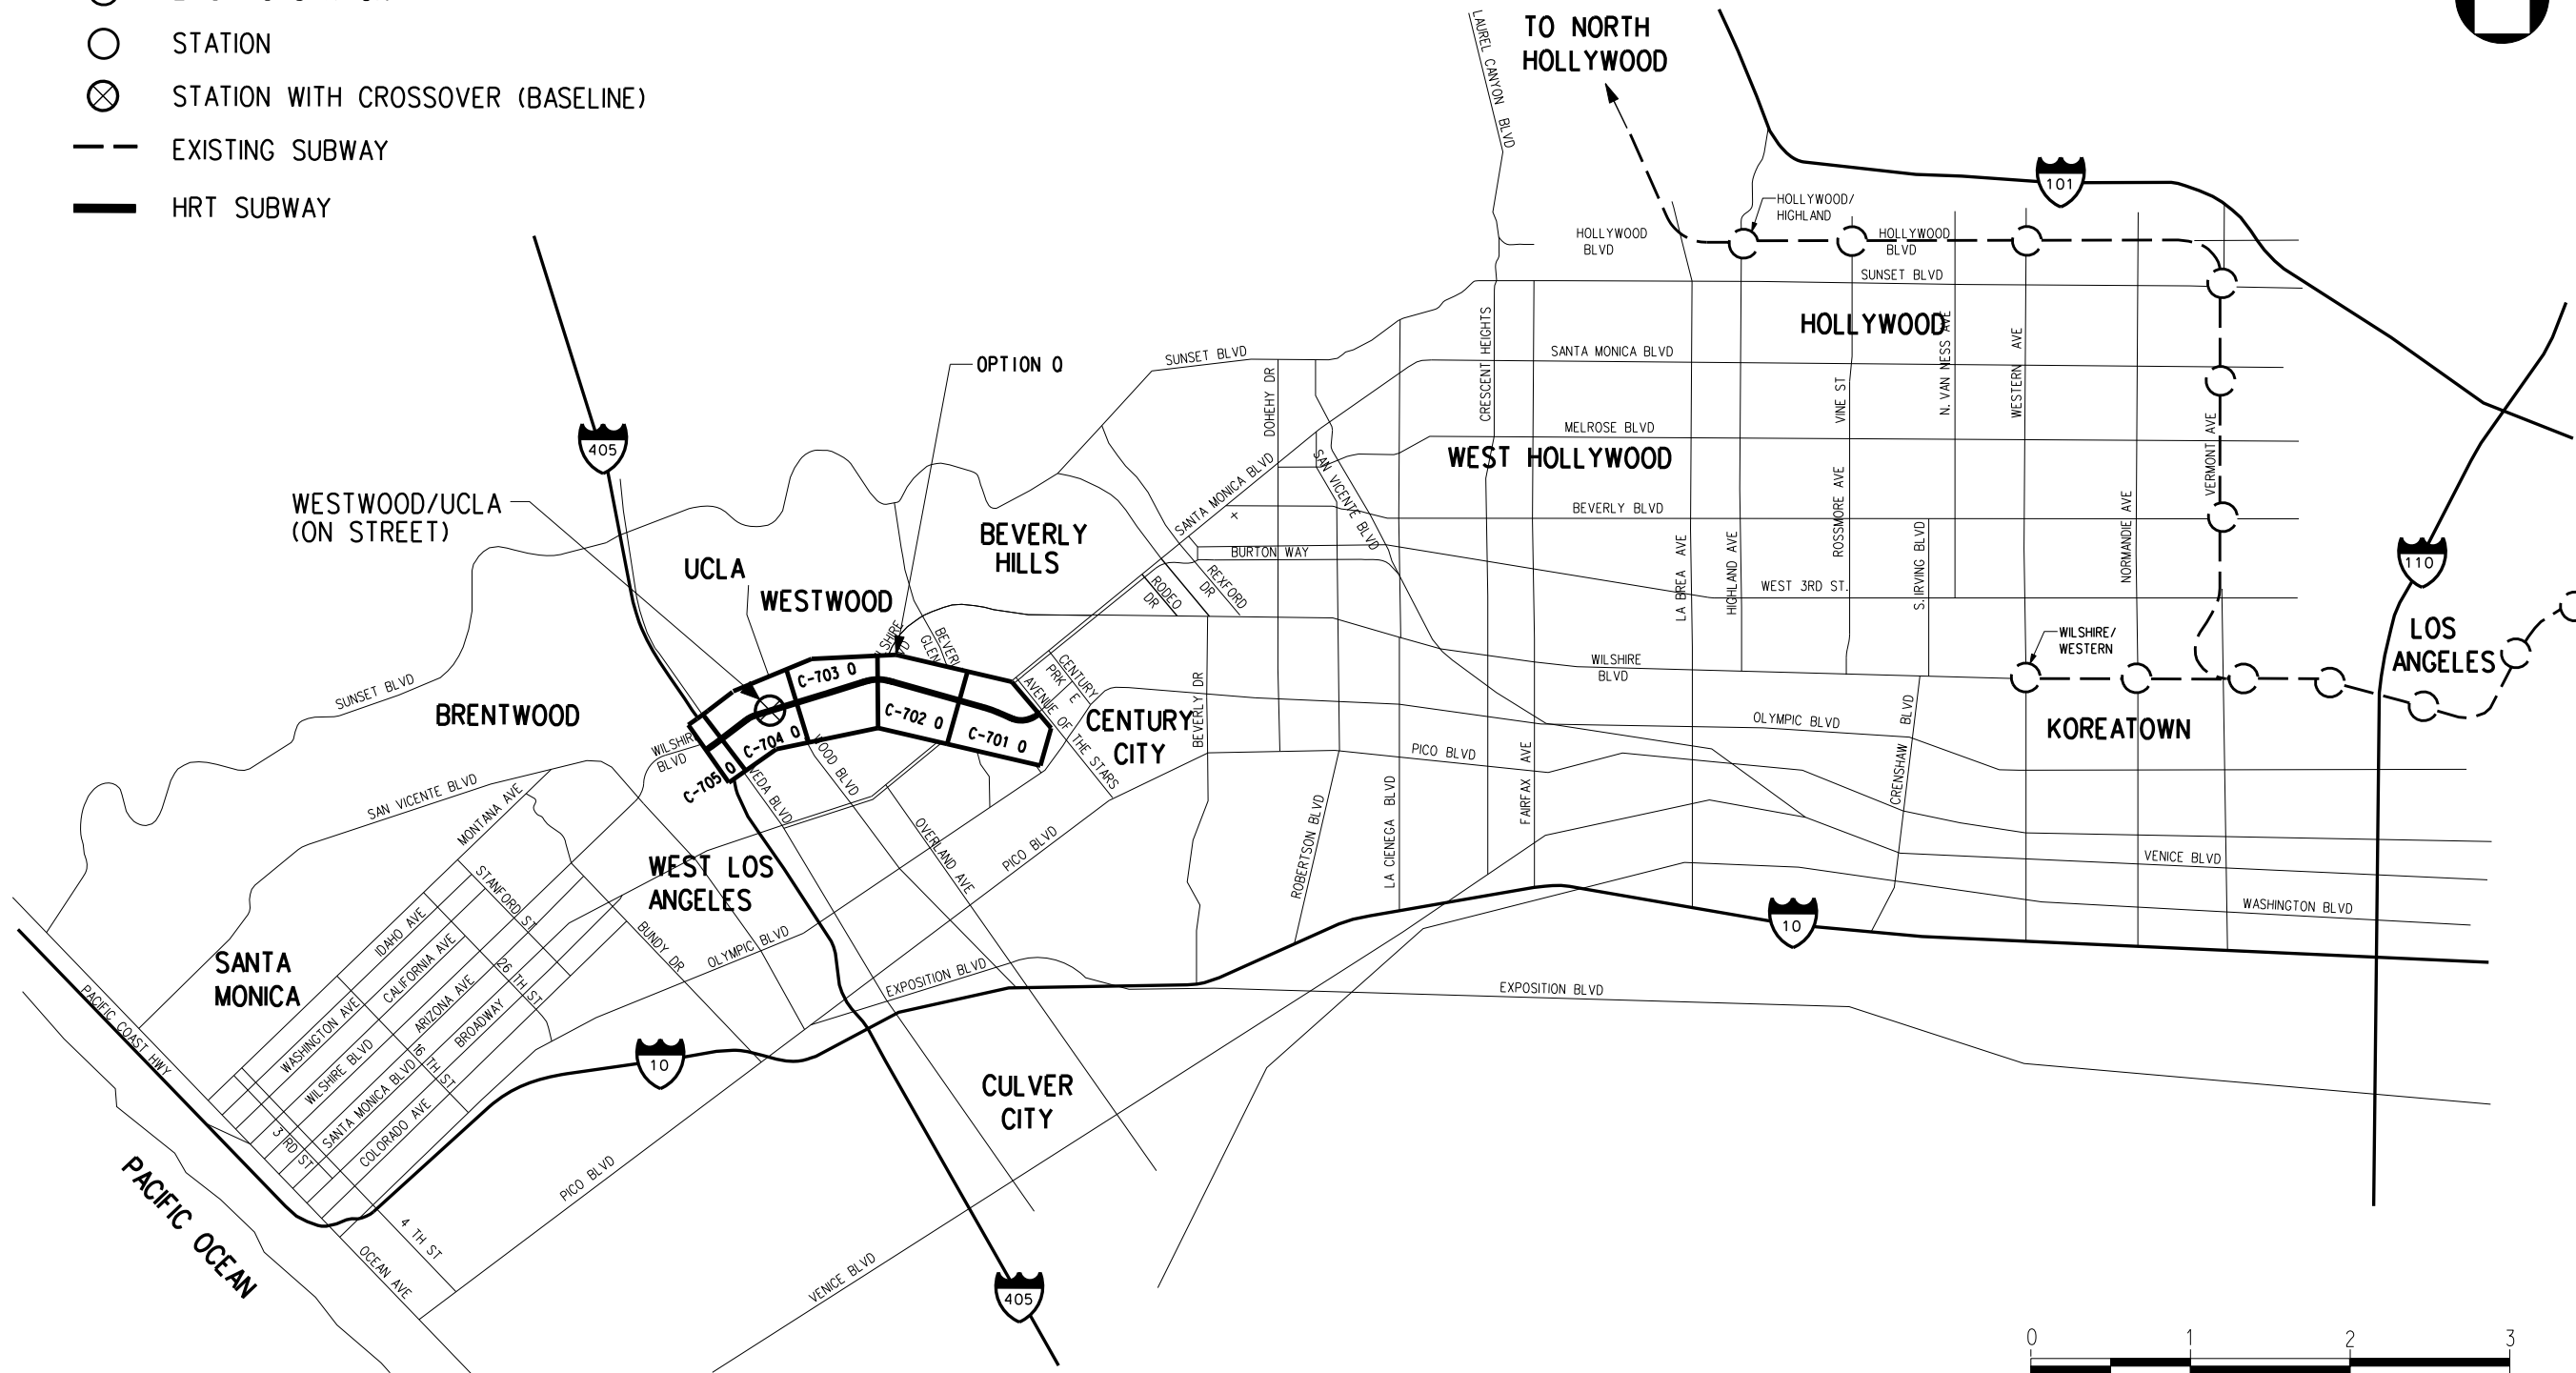 STATION
STATION WITH CROSSOVER (BASELINE)
EXISTING SUBWAY
HRT SUBWAY
TO NORTH
HOLLYWOOD
LAUREL CANYON BLVD
101
HOLLYWOOD/
HIGHLAND
HOLLYWOOD
BLVD
HOLLYWOOD
BLVD
SUNSET BLVD
HOLLYWOOD
SANTA MONICA BLVD
CRESCENT HEIGHTS
N. VAN NESS AVE
WESTERN AVE
VINE ST
VERMONT AVE
MELROSE BLVD
WEST HOLLYWOOD
BEVERLY BLVD
ROSSMORE AVE
NORMANDIE AVE
S. IRVING BLVD
LA BREA AVE
HIGHLAND AVE
WEST 3RD ST.
110
LOS
ANGELES
WILSHIRE/
WESTERN
WILSHIRE
BLVD
KOREATOWN
OLYMPIC BLVD
PICO BLVD
CRENSHAW BLVD
FAIRFAX AVE
LA CIENEGA BLVD
ROBERTSON BLVD
VENICE BLVD
WASHINGTON BLVD
10
EXPOSITION BLVD
OPTION Q
SUNSET BLVD
DOHEHY DR
SANTA MONICA BLVD
SAN VICENTE BLVD
BURTON WAY
REXFORD
DR
RODEO
DR
BEVERLY DR
405
WESTWOOD/UCLA
(ON STREET)
UCLA
WESTWOOD
BEVERLY
HILLS
GLEN
CENTURY
PRK E
AVENUE OF THE STARS
CENTURY
CITY
C-703 Q
C-702 Q
C-701 Q
C-704 Q
C-705 Q
BRENTWOOD
SUNSET BLVD
BLVD
SAN VICENTE BLVD
MONTANA AVE
WEST LOS
ANGELES
OVERLAND AVE
PICO BLVD
STANFORD ST
BUNDY DR
OLYMPIC BLVD
EXPOSITION BLVD
SANTA
MONICA
IDAHO AVE
CALIFORNIA AVE
26 TH ST
WASHINGTON AVE
ARIZONA AVE
BROADWAY
WILSHIRE BLVD
16 TH ST
SANTA MONICA BLVD
COLORADO AVE
3 RD ST
PACIFIC COAST HWY
10
PACIFIC OCEAN
4 TH ST
OCEAN AVE
PICO BLVD
CULVER
CITY
VENICE BLVD
405
0 1 2 3